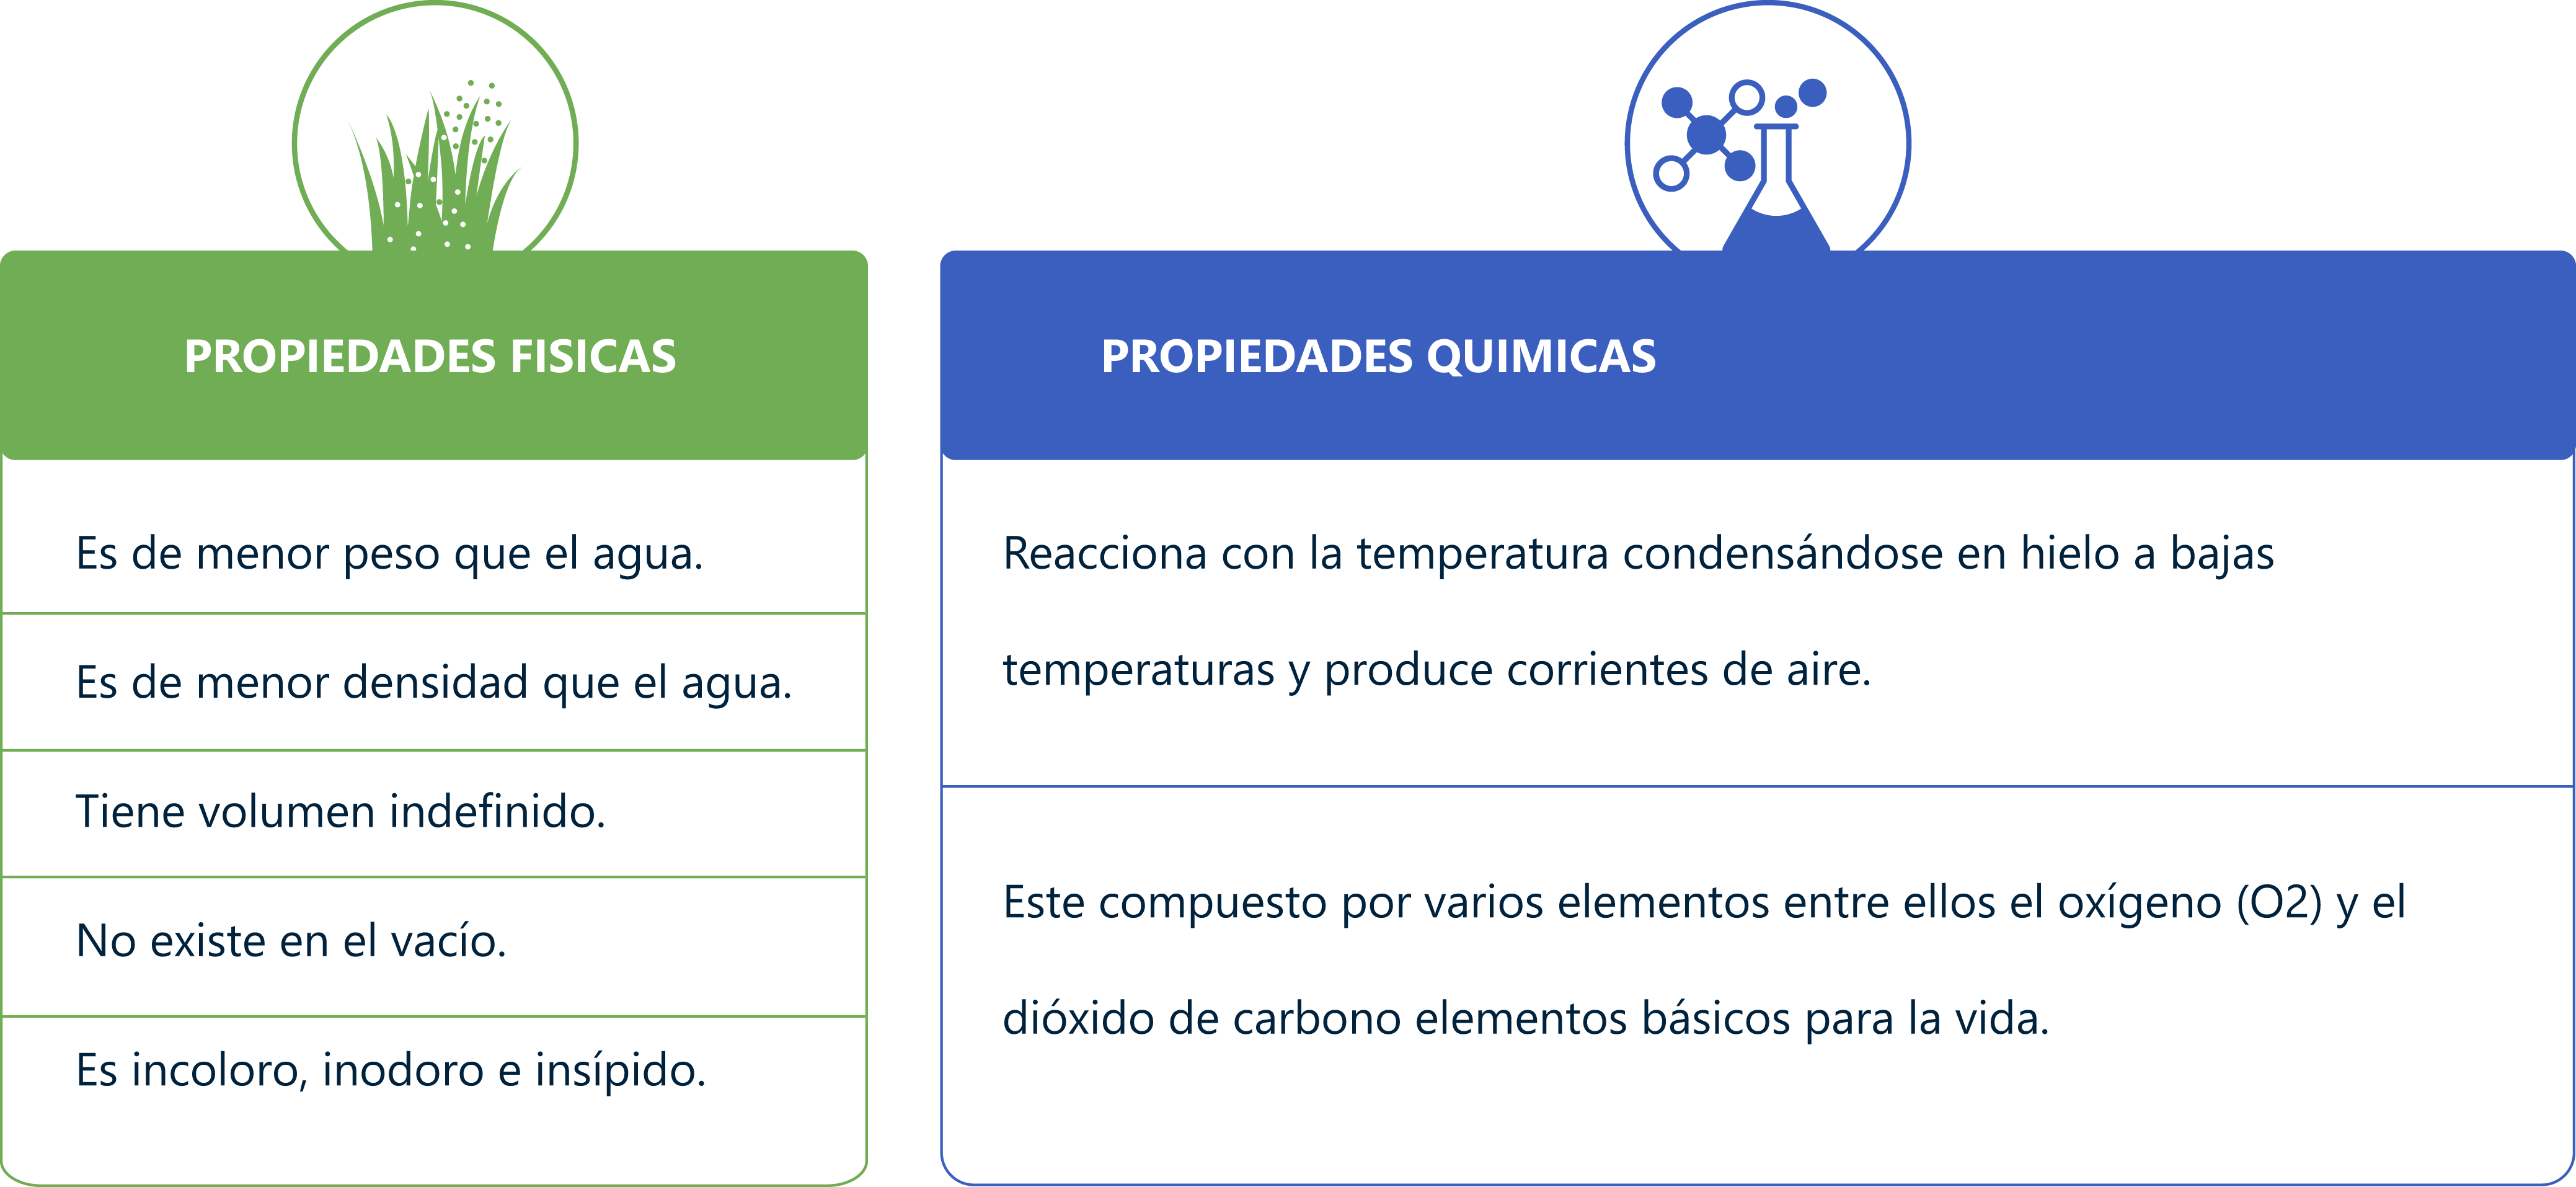 PROPIEDADES FISICAS
Es de menor peso que el agua.
Es de menor densidad que el agua.
Tiene volumen indefinido.
No existe en el vacío.
Es incoloro, inodoro e insípido.
PROPIEDADES QUIMICAS
Reacciona con la temperatura condensándose en hielo a bajas
temperaturas y produce corrientes de aire.
Este compuesto por varios elementos entre ellos el oxígeno (O2) y el
dióxido de carbono elementos básicos para la vida.